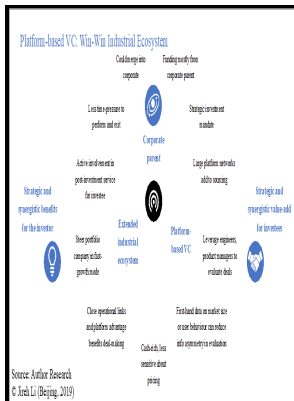 Platform-based VC: Win-Win Industrial Ecosystem
Could merge into
corporate
Funding mostly from
corporate parent
Less time-pressure to
perform and exit
Strategic investment
mandate
Corporate
parent
Active involvement in
post-investment service
for investee
Large platform networks
add to sourcing
Strategic and
synergistic benefits
for the investor
Strategic and
synergistic value-add
for investees
Extended
industrial
ecosystem
Platform-
based VC
Steer portfolio
company in fast-
growth mode
Leverage engineers,
product managers to
evaluate deals
Close operational links
and platform advantage
benefits deal-making
First-hand data on market size
or user behaviour can reduce
info asymmetry in evaluation
Cash-rich, less
sensitive about
pricing
Source: Author Research
© Jireh Li (Beijing, 2019)